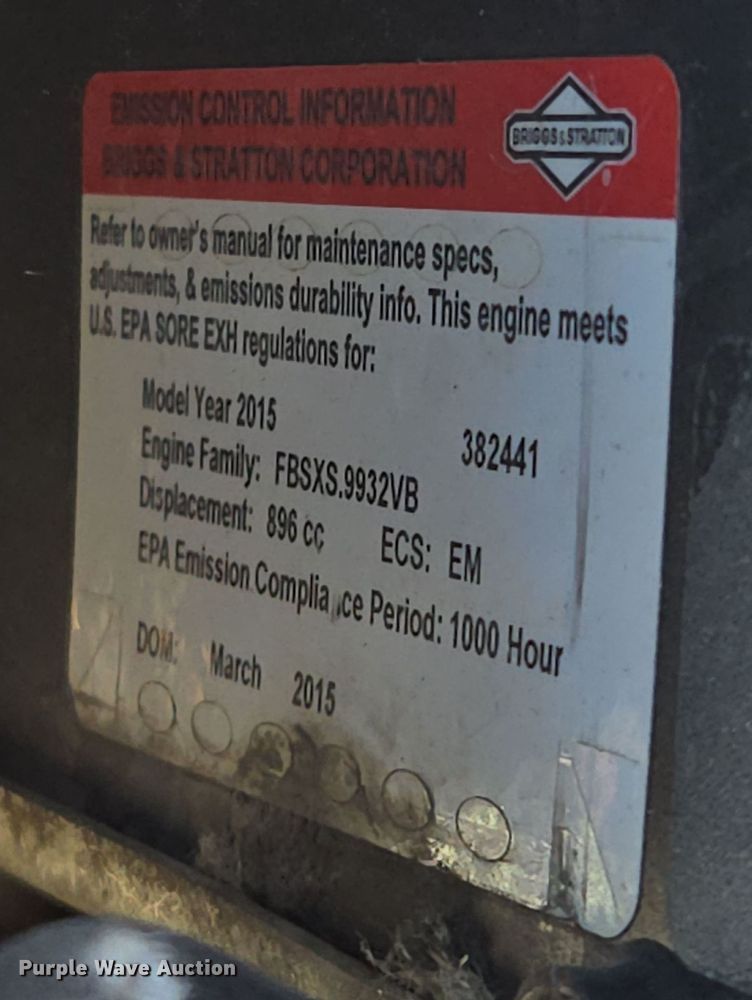 EMISSION CONTROL INFORMATION
BRIGGS & STRATTON CORPORATION
BRIGGS & STRATTON
®
Refer to owner's manual for maintenance specs,
adjustments, & emissions durability info. This engine meets
U.S. EPA SORE EXH regulations for:
Model Year 2015
382441
Engine Family: FBSXS.9932VB
Displacement: 896 cc ECS: EM
EPA Emission Complia ce Period: 1000 Hour
DOM: March 2015
Purple Wave Auction